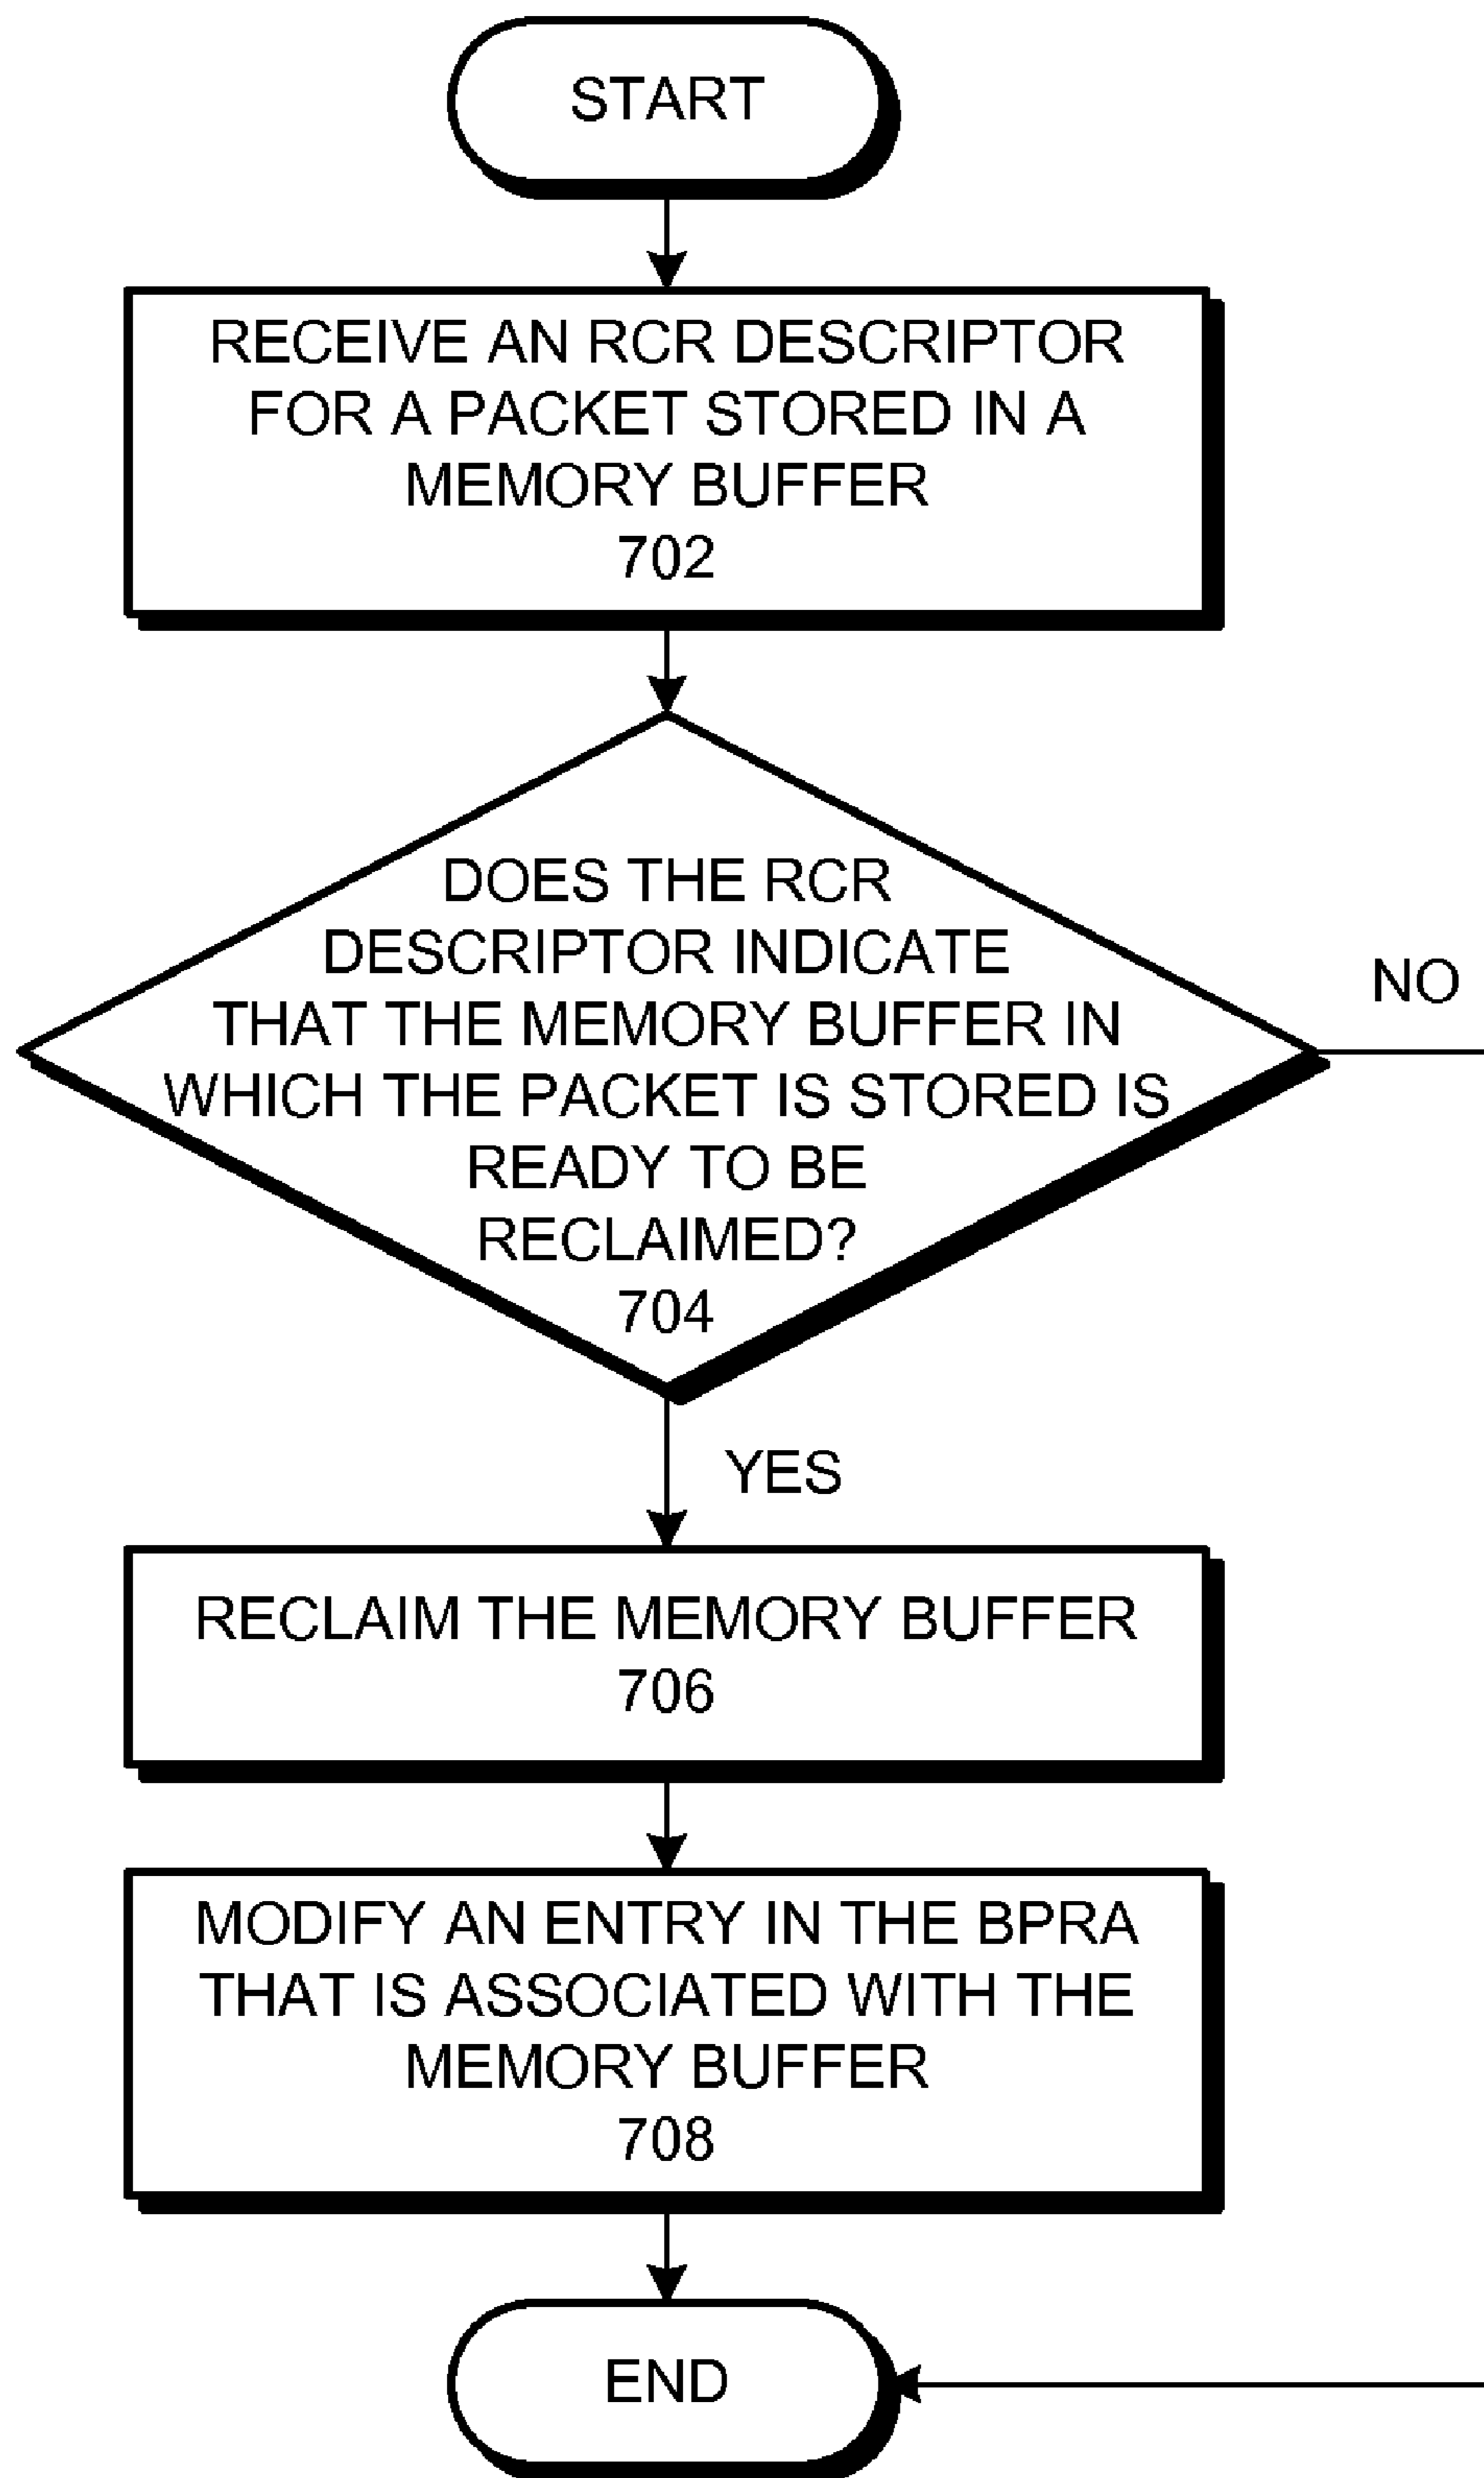 START
RECEIVE AN RCR DESCRIPTOR
FOR A PACKET STORED IN A
MEMORY BUFFER
702
DOES THE RCR
DESCRIPTOR INDICATE
THAT THE MEMORY BUFFER IN
WHICH THE PACKET IS STORED IS
READY TO BE
RECLAIMED?
704
NO
YES
RECLAIM THE MEMORY BUFFER
706
MODIFY AN ENTRY IN THE BPRA
THAT IS ASSOCIATED WITH THE
MEMORY BUFFER
708
END